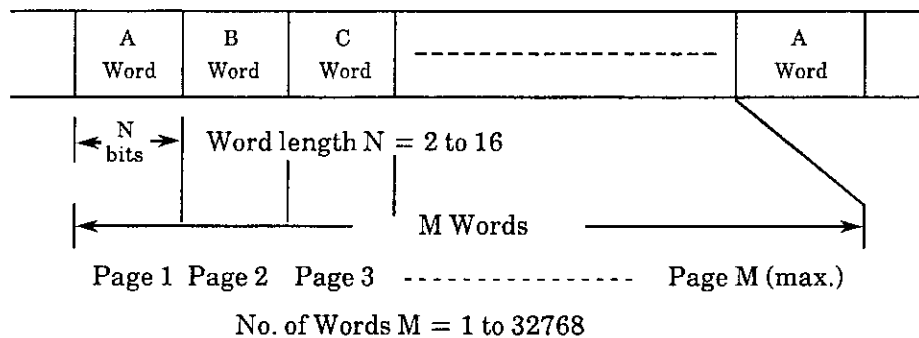 A Word B Word C Word A Word
N bits
Word length N = 2 to 16
M Words
Page 1 Page 2 Page 3 Page M (max.)
No. of Words M = 1 to 32768